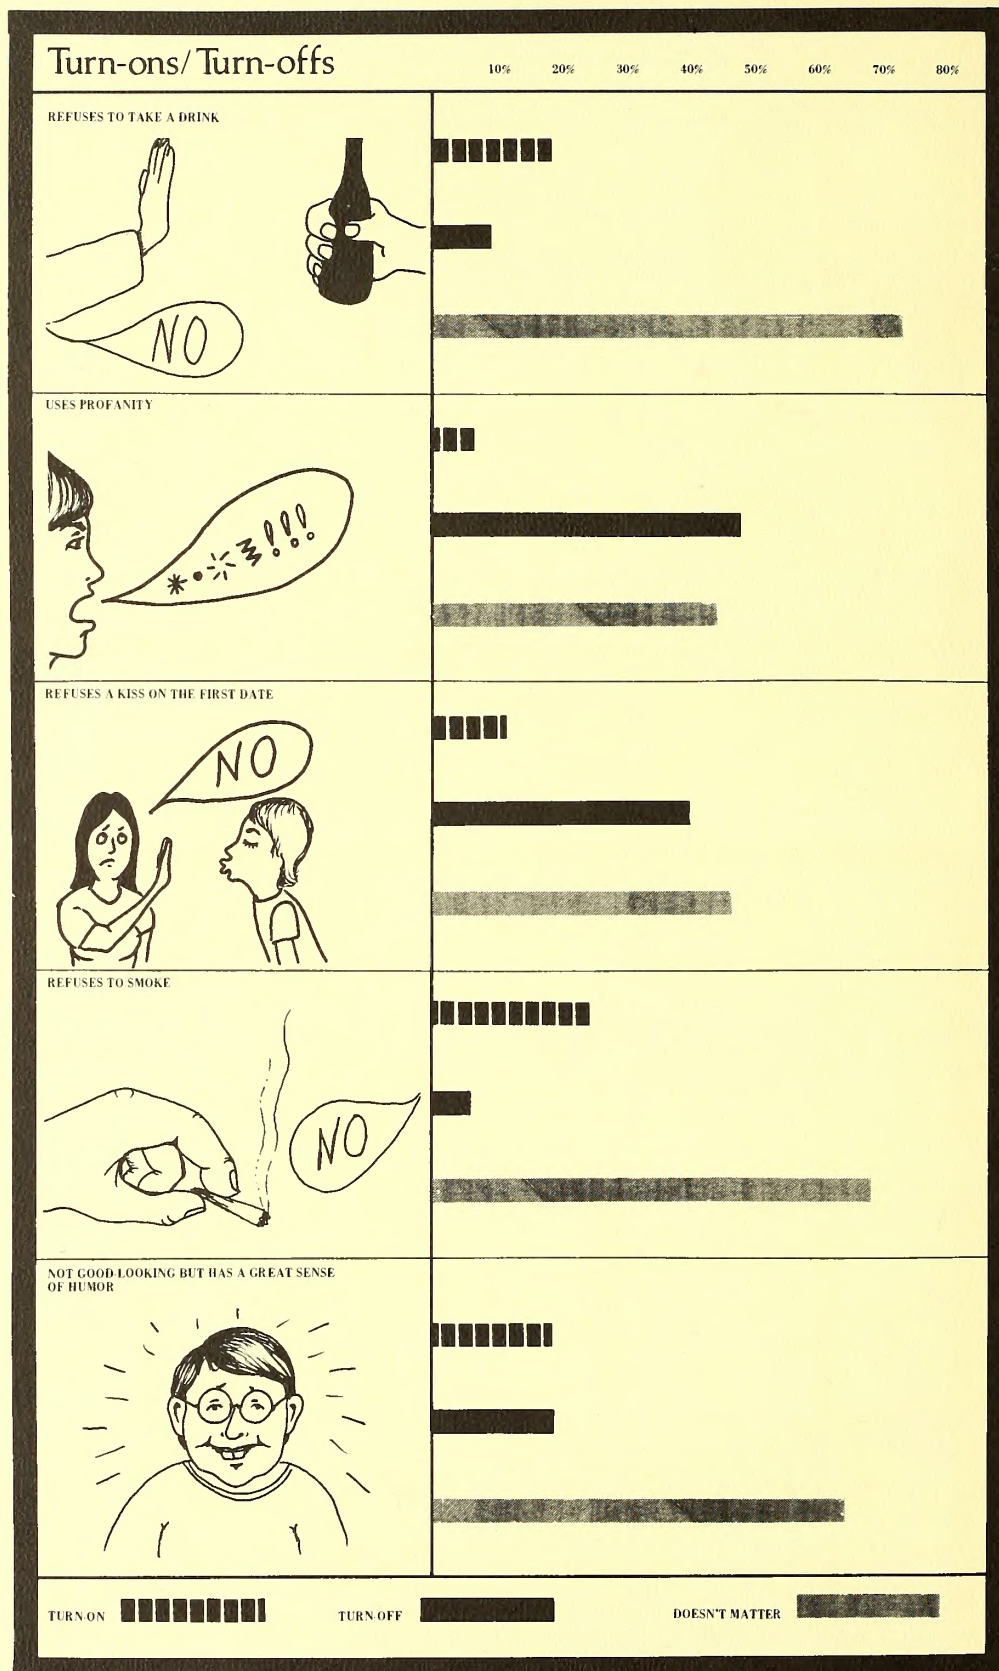 Turn-ons/Turn-offs
10% 20% 30% 40% 50% 60% 70% 80%
REFUSES TO TAKE A DRINK
NO
USES PROFANITY
!!!
REFUSES A KISS ON THE FIRST DATE
NO
REFUSES TO SMOKE
NO
NOT GOOD-LOOKING BUT HAS A GREAT SENSE
OF HUMOR
TURN-ON TURN-OFF DOESN'T MATTER